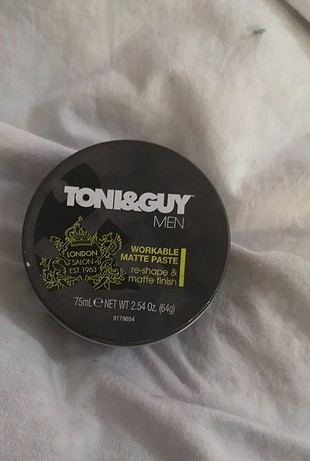 TONI&GUY
MEN
WORKABLE
MATTE PASTE
re-shape &
matte finish
LONDON
SALON
EST. 1963
75mL e NET WT 2.54 Oz. (64g)
9179654